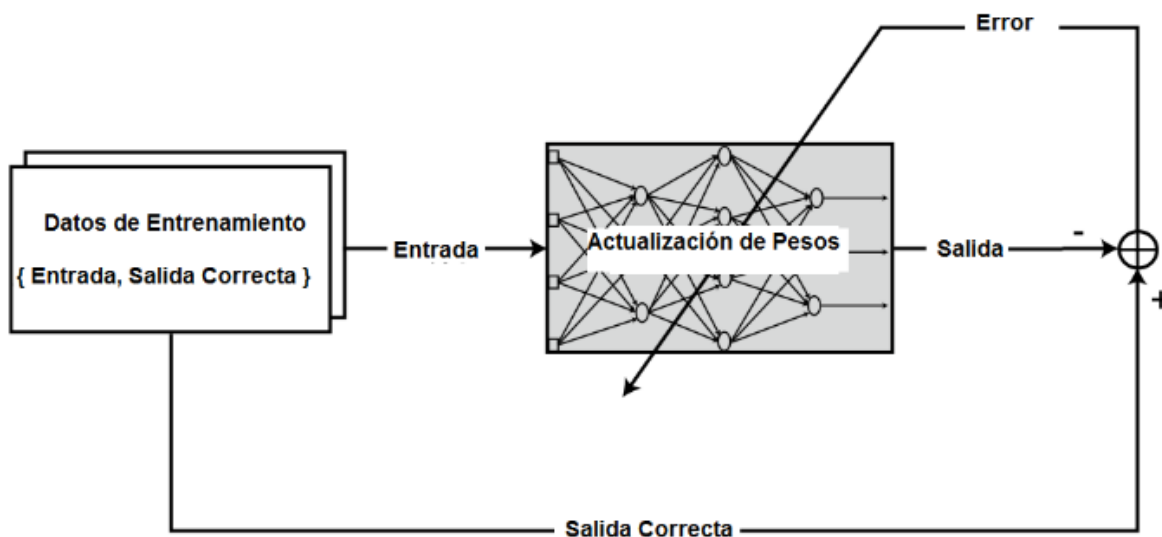 Error
Datos de Entrenamiento
{ Entrada, Salida Correcta }
Entrada
Actualización de Pesos
Salida
-
+
Salida Correcta